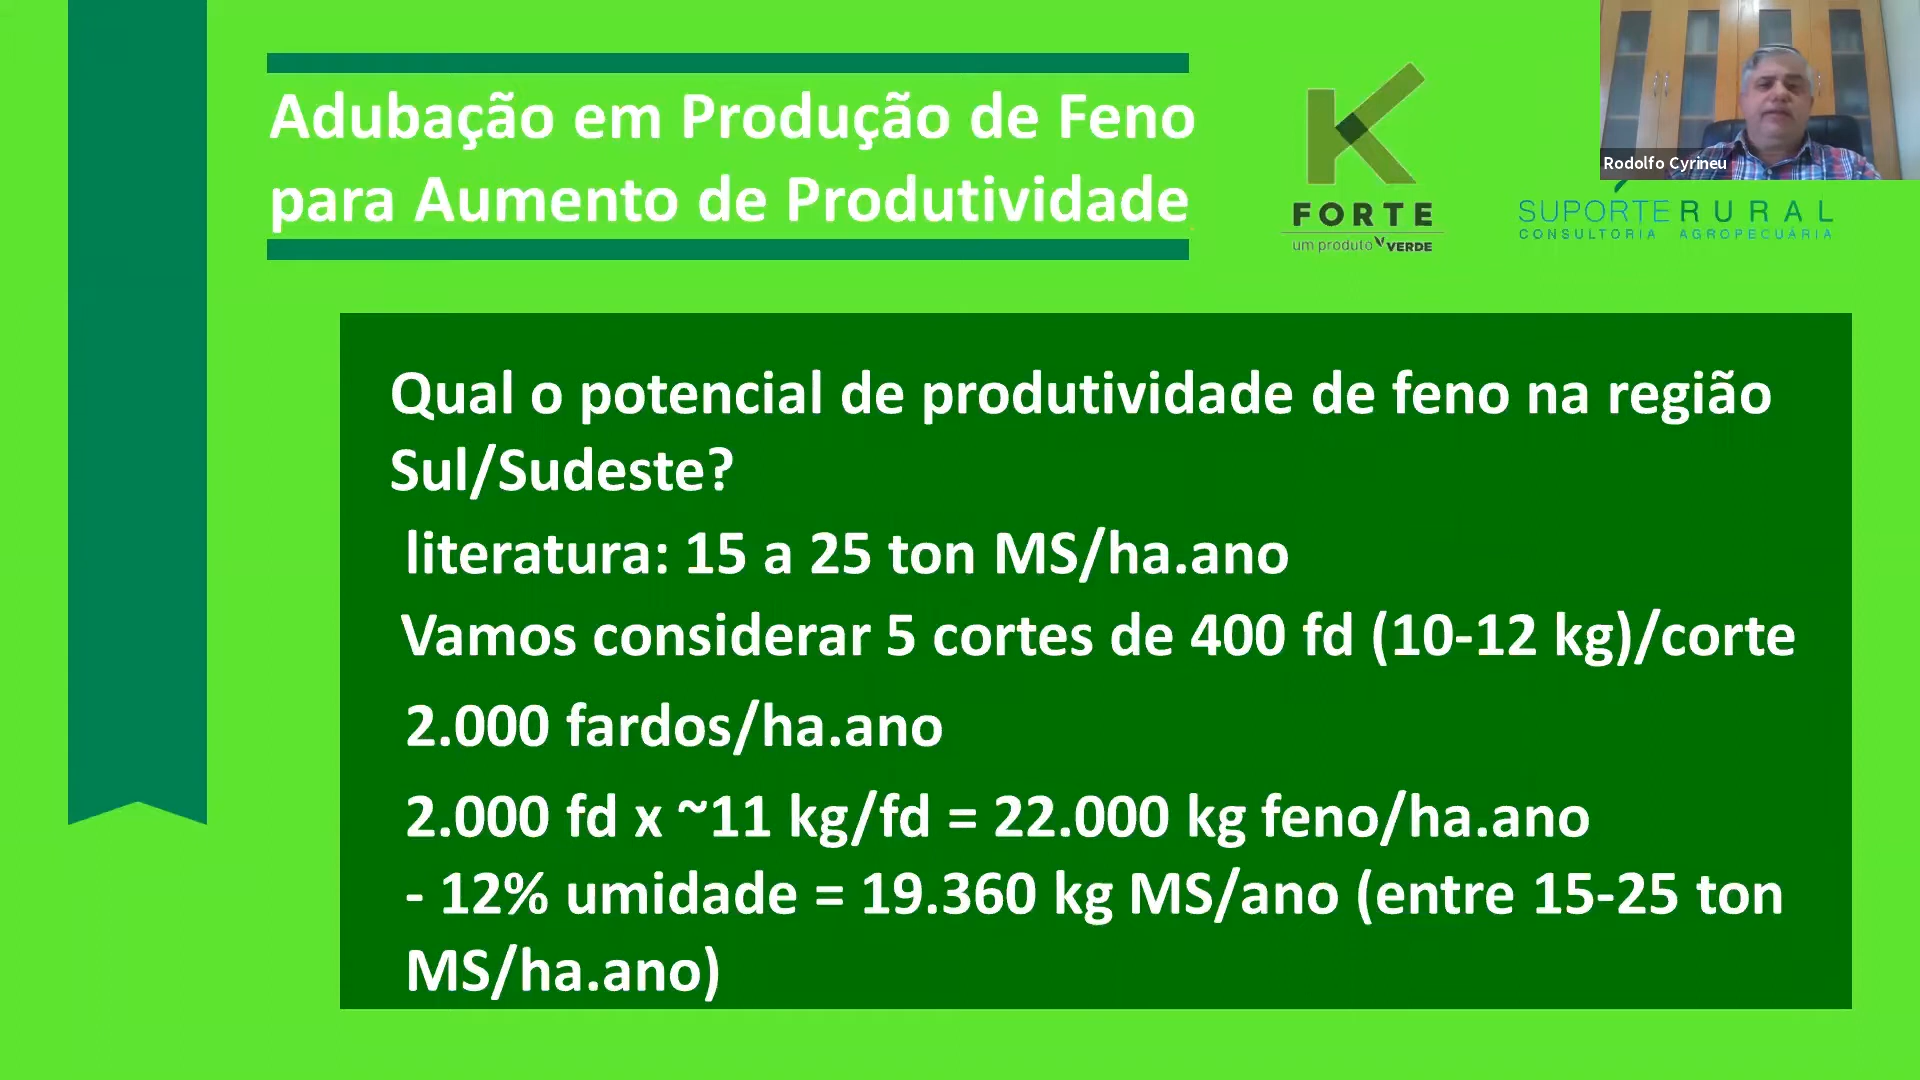 Adubação em Produção de Feno
para Aumento de Produtividade
K
FORTE
um produto VERDE
Rodolfo Cyrineu
SUPORTERURAL
CONSULTORIA AGROPECUÁRIA
Qual o potencial de produtividade de feno na região
Sul/Sudeste?
literatura: 15 a 25 ton MS/ha.ano
Vamos considerar 5 cortes de 400 fd (10-12 kg)/corte
2.000 fardos/ha.ano
2.000 fd x ~11 kg/fd = 22.000 kg feno/ha.ano
- 12% umidade = 19.360 kg MS/ano (entre 15-25 ton
MS/ha.ano)